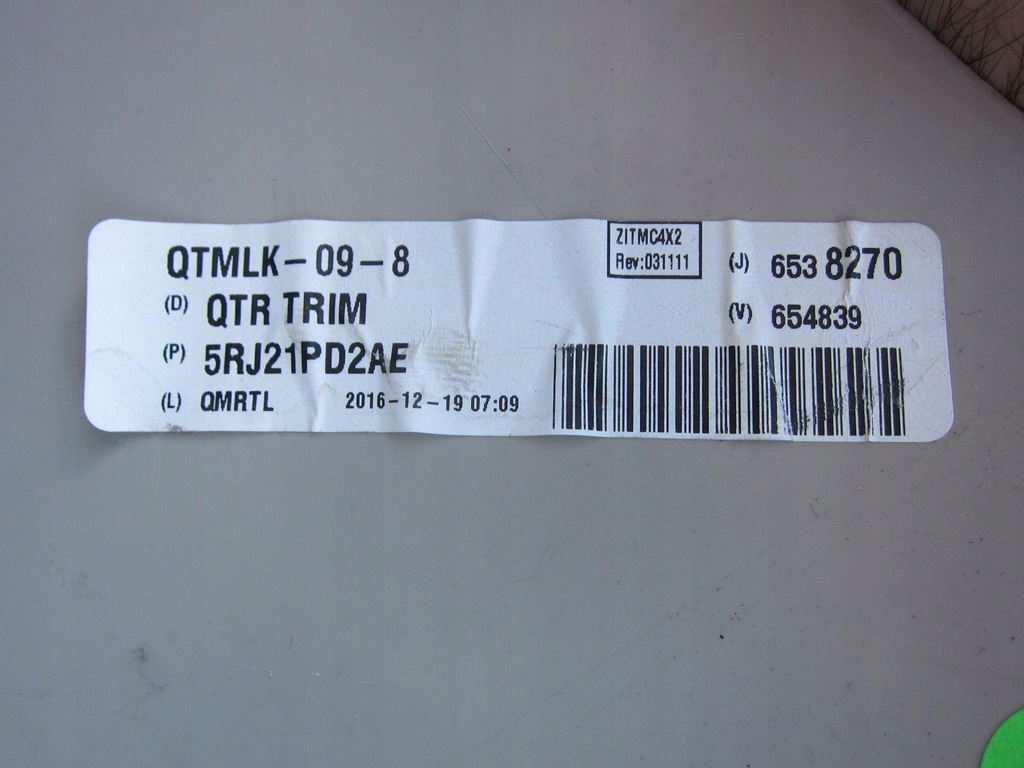 QTMLK-09-8
(D) QTR TRIM
(P) 5RJ21PD2AE
(L) QMRTL 2016-12-19 07:09
ZITMC4X2
Rev:031111
(J) 653 8270
(V) 654839